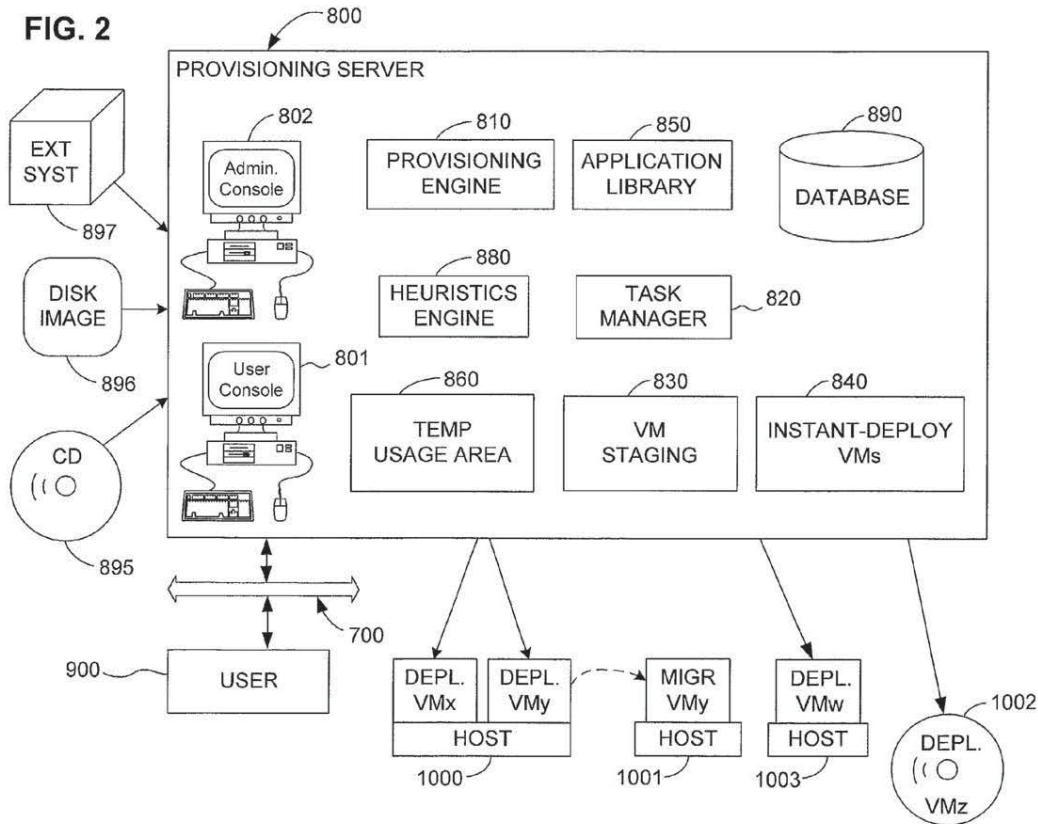 FIG. 2
800
PROVISIONING SERVER
EXT
SYST
897
DISK
IMAGE
896
CD
895
802
Admin.
Console
801
User
Console
810
PROVISIONING
ENGINE
850
APPLICATION
LIBRARY
890
DATABASE
880
HEURISTICS
ENGINE
TASK
MANAGER
820
860
TEMP
USAGE AREA
830
VM
STAGING
840
INSTANT-DEPLOY
VMs
700
900
USER
DEPL.
VMx
DEPL.
VMy
HOST
1000
MIGR
VMy
HOST
1001
DEPL.
VMw
HOST
1003
1002
DEPL.
VMz